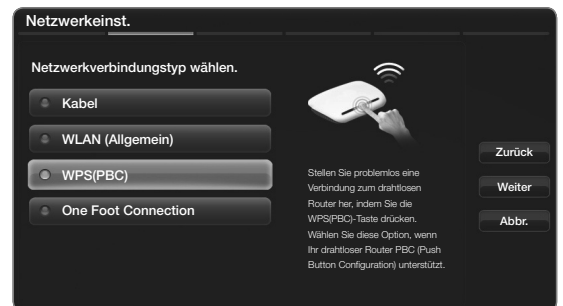 Netzwerkeinst.
Netzwerkverbindungstyp wählen.
Kabel
WLAN (Allgemein)
WPS(PBC)
One Foot Connection
Stellen Sie problemlos eine
Verbindung zum drahtlosen
Router her, indem Sie die
WPS(PBC)-Taste drücken.
Wählen Sie diese Option, wenn
Ihr drahtloser Router PBC (Push
Button Configuration) unterstützt.
Zurück
Weiter
Abbr.